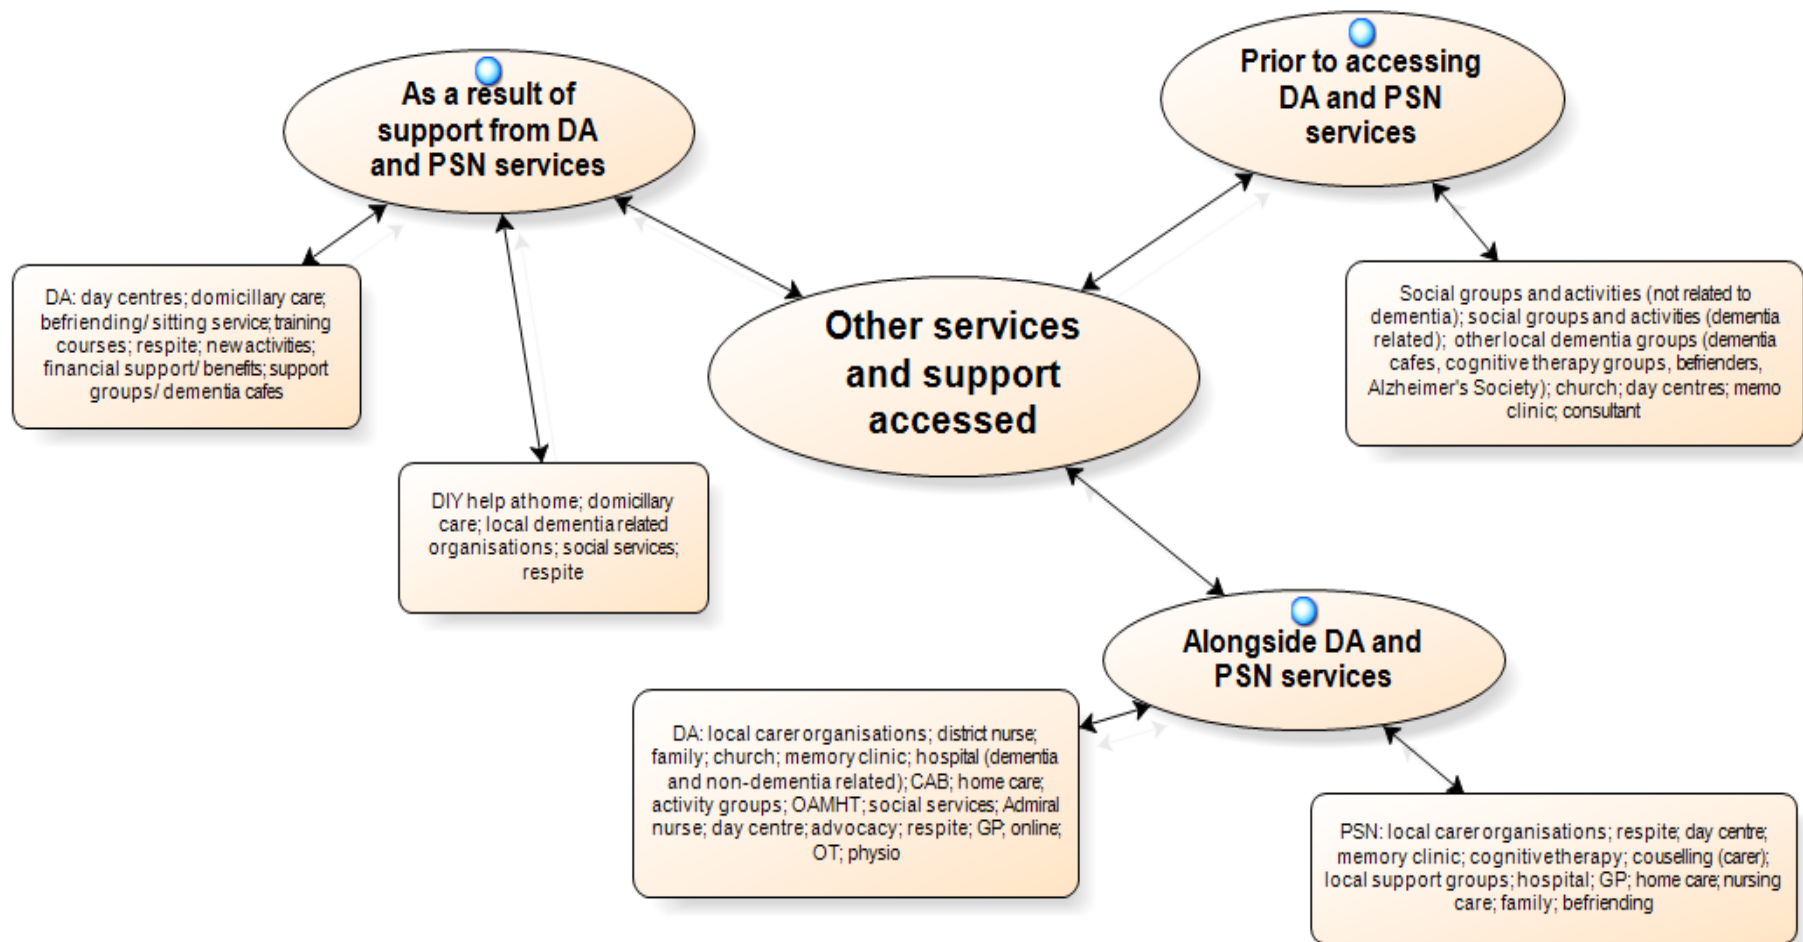 As a result of
support from DA
and PSN services
Prior to accessing
DA and PSN
services
DA: day centres; domicillary care;
befriending/ sitting service; training
courses; respite; new activities;
financial support/ benefits; support
groups/ dementia cafes
Other services
and support
accessed
Social groups and activities (not related to
dementia); social groups and activities (dementia
related); other local dementia groups (dementia
cafes, cognitive therapy groups, befrienders,
Alzheimer's Society); church; day centres; memo
clinic; consultant
DIY help at home; domicillary
care; local dementia related
organisations; social services;
respite
Alongside DA and
PSN services
DA: local carer organisations; district nurse;
family; church; memory clinic; hospital (dementia
and non-dementia related); CAB; home care;
activity groups; OAMHT; social services; Admiral
nurse; day centre; advocacy; respite; GP; online;
OT; physio
PSN: local carer organisations; respite; day centre;
memory clinic; cognitive therapy; couselling (carer);
local support groups; hospital; GP; home care; nursing
care; family; befriending